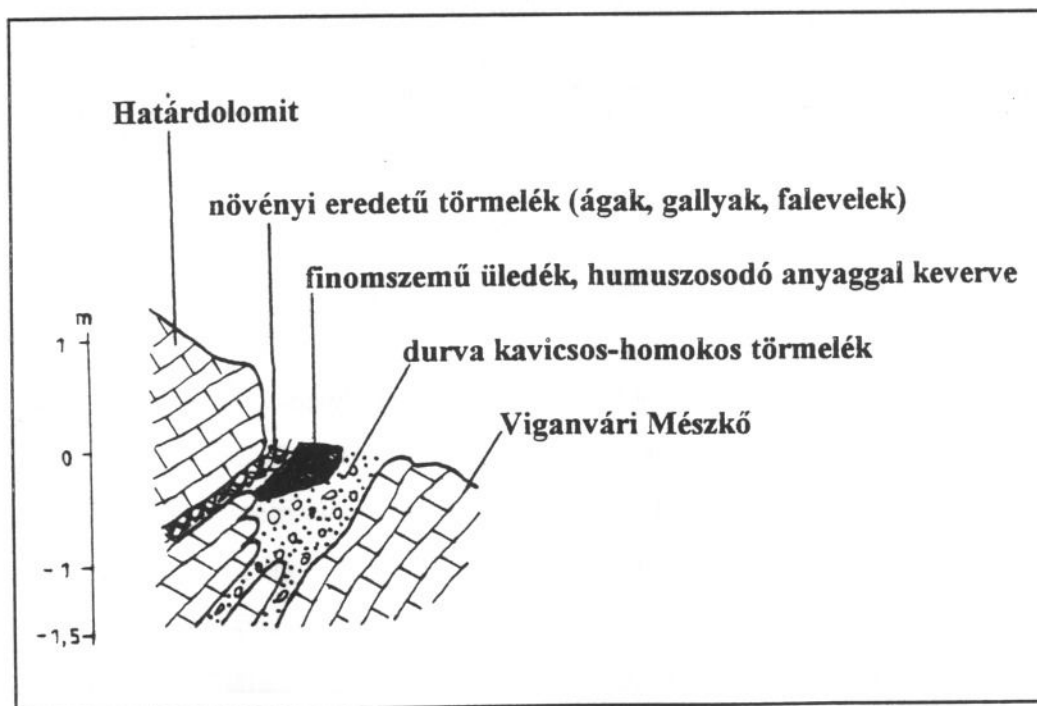 Határdolomit
növényi eredetű törmelék (ágak, gallyak, falevelek)
finomszemű üledék, humuszosodó anyaggal keverve
durva kavicsos-homokos törmelék
Viganvári Mészkő
m
1
0
-1
-1,5